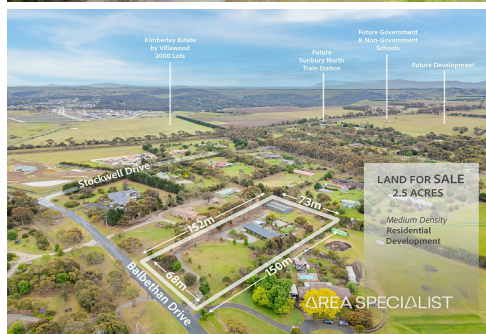 Kimberley Estate
by Villawood
2000 Lots
Future
Sunbury North
Train Staiton
Future Government
& Non-Government
Schools
Future Development
Stockwell Drive
LAND FOR SALE
2.5 ACRES
Medium Density
Residential
Development
152m
73m
68m
150m
Balbethan Drive
AREA SPECIALIST